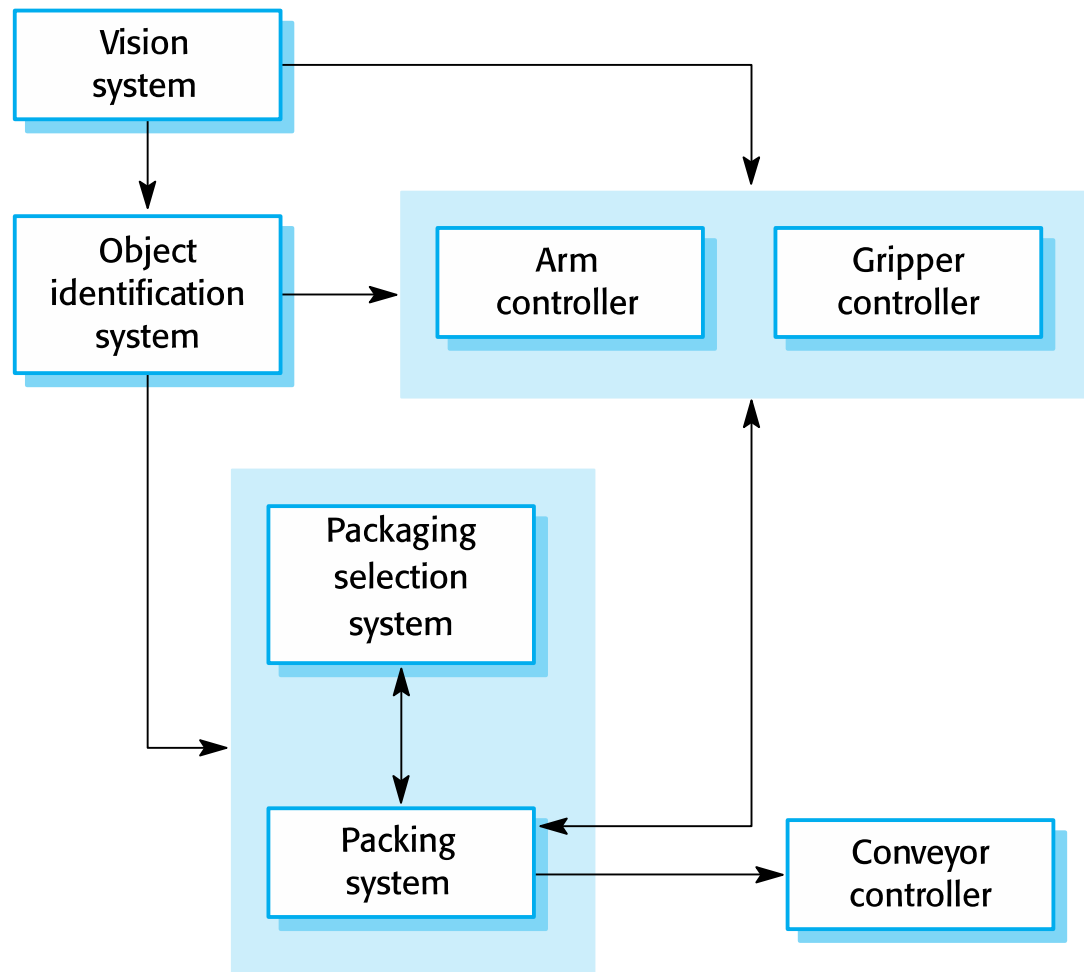 Vision
system
Object
identification
system
Arm
controller
Gripper
controller
Packaging
selection
system
Packing
system
Conveyor
controller